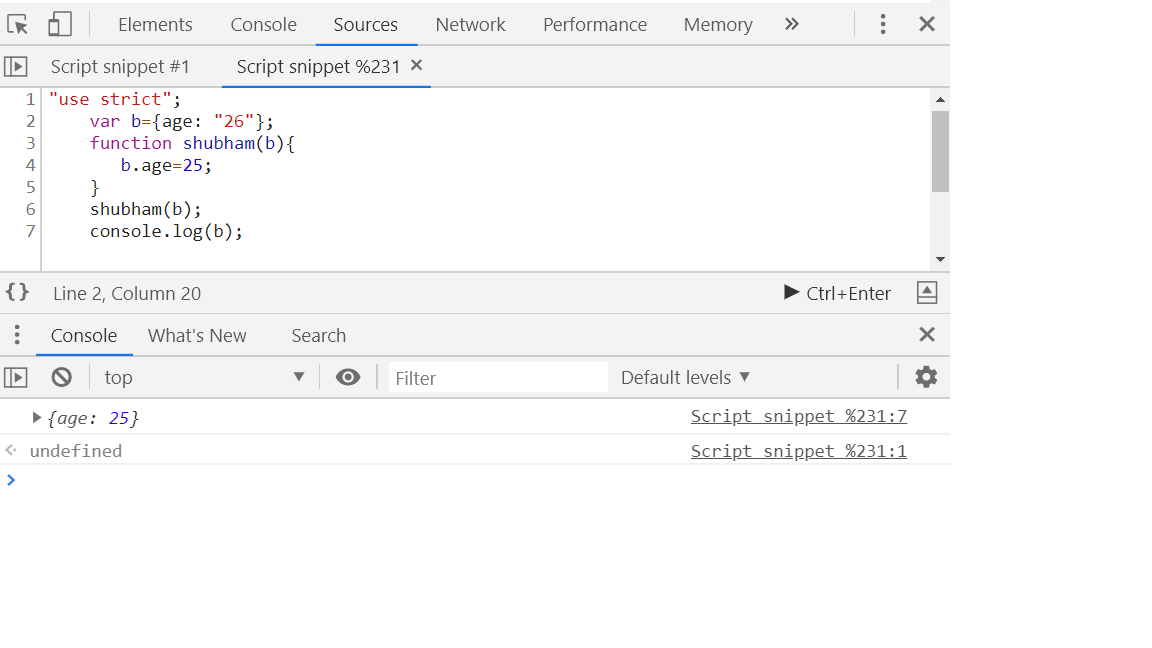 Elements Console Sources Network Performance Memory »
Script snippet #1 Script snippet %231 ×
1 "use strict";
2 var b={age: "26"};
3 function shubham(b){
4 b.age=25;
5 }
6 shubham(b);
7 console.log(b);
{} Line 2, Column 20 ▶ Ctrl+Enter
Console What's New Search
top ▼ Filter Default levels ▼
▶{age: 25} Script snippet %231:7
undefined Script snippet %231:1